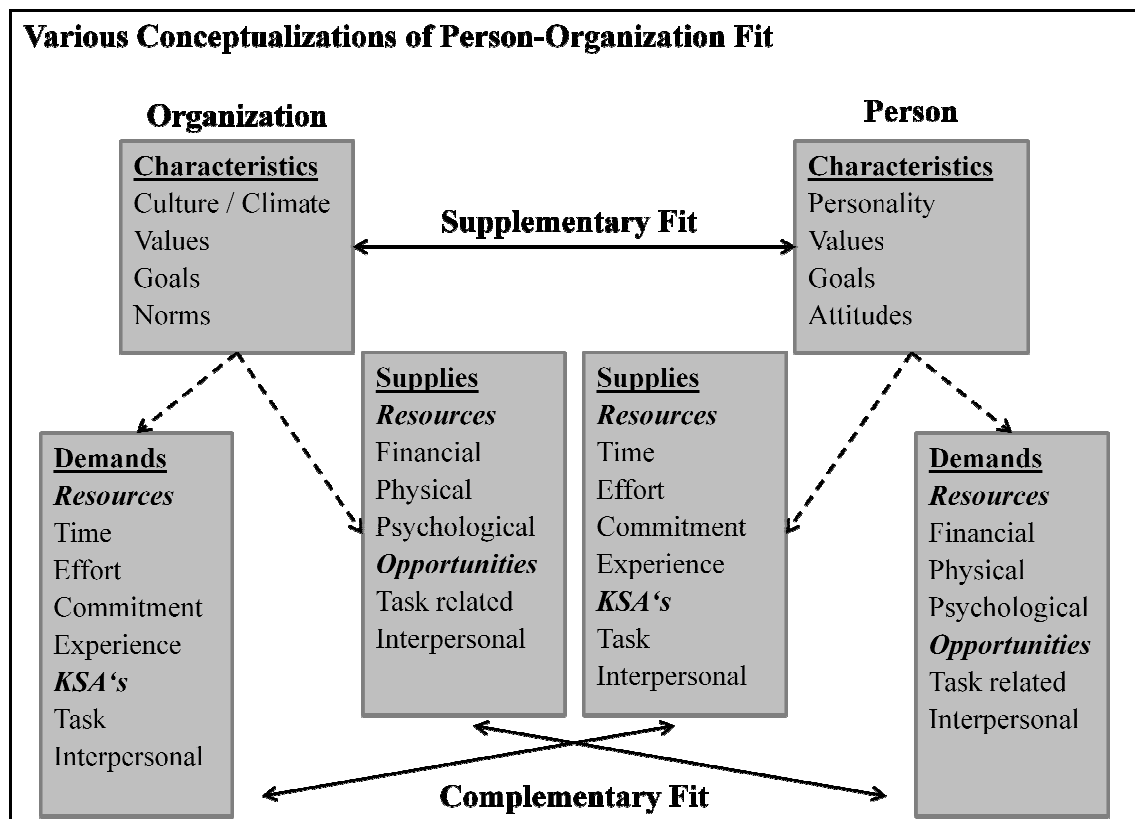 Various Conceptualizations of Person-Organization Fit
Organization
Characteristics
Culture / Climate
Values
Goals
Norms
Supplementary Fit
Person
Characteristics
Personality
Values
Goals
Attitudes
Demands
Resources
Time
Effort
Commitment
Experience
KSA‘s
Task
Interpersonal
Supplies
Resources
Financial
Physical
Psychological
Opportunities
Task related
Interpersonal
Supplies
Resources
Time
Effort
Commitment
Experience
KSA‘s
Task
Interpersonal
Demands
Resources
Financial
Physical
Psychological
Opportunities
Task related
Interpersonal
Complementary Fit